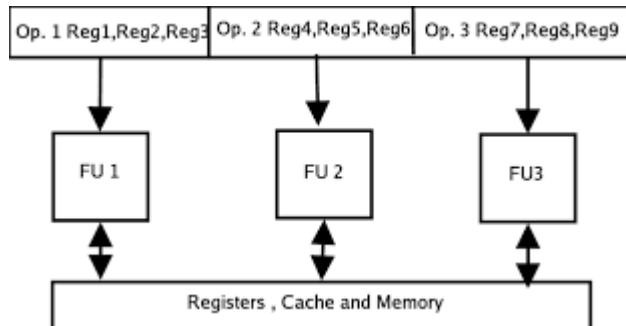 Op. 1 Reg1,Reg2,Reg3
Op. 2 Reg4,Reg5,Reg6
Op. 3 Reg7,Reg8,Reg9
FU 1
FU 2
FU3
Registers , Cache and Memory